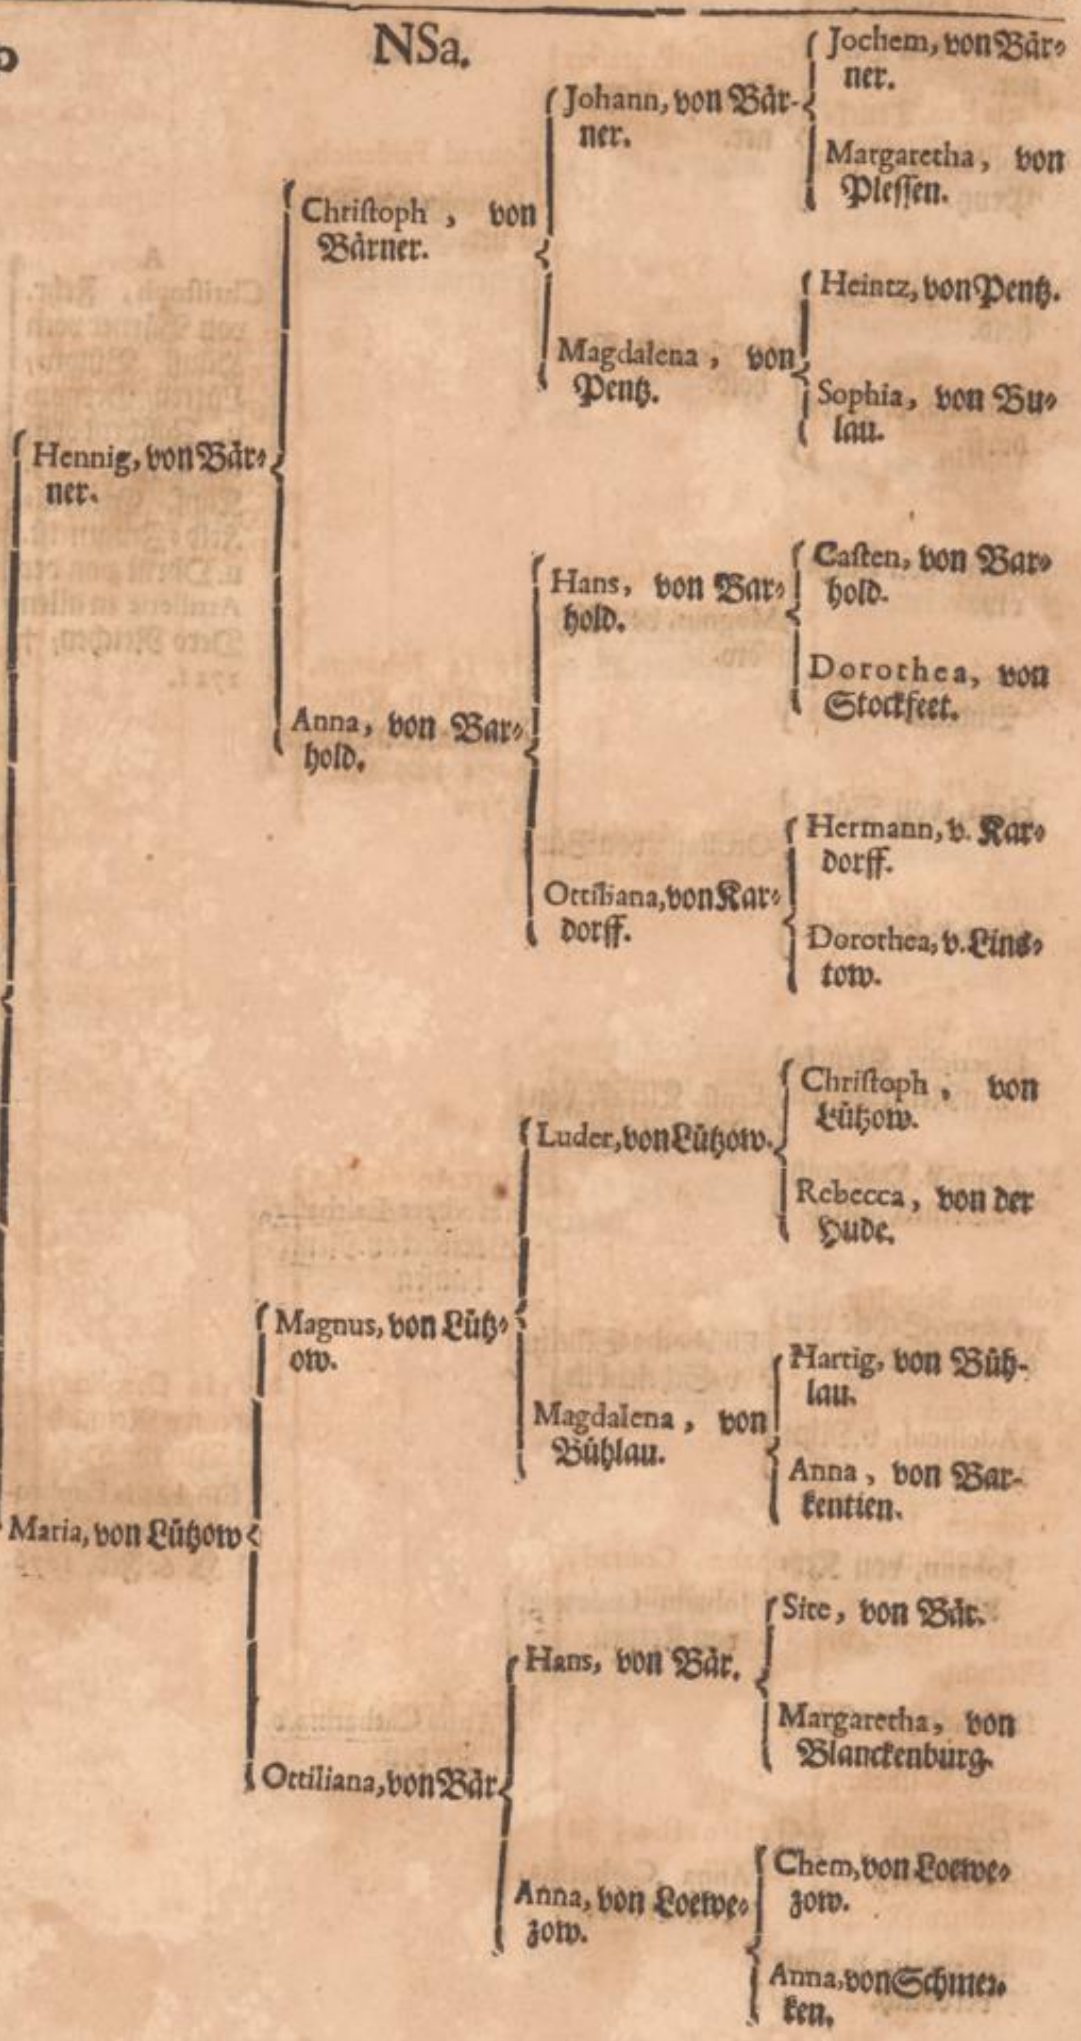 NSa.
Jochem, von Bär-
ner.
Johann, von Bär-
ner.
Margaretha, von
Plessen.
Christoph, von
Bärner.
Heintz, von Pentz.
Magdalena, von
Pentz.
Sophia, von Bu-
lau.
Hennig, von Bär-
ner.
Casten, von Bar-
hold.
Hans, von Bar-
hold.
Dorothea, von
Stockfeet.
Anna, von Bar-
hold.
Hermann, v. Kar-
dorff.
Ottiliana, von Kar-
dorff.
Dorothea, v. Lins-
tow.
Christoph, von
Lützow.
Luder, von Lützow.
Rebecca, von der
Hude.
Magnus, von Lütz-
ow.
Hartig, von Büh-
lau.
Magdalena, von
Bühlau.
Anna, von Bar-
kentien.
Maria, von Lützow
Site, von Bär.
Hans, von Bär.
Margaretha, von
Blanckenburg.
Ottiliana, von Bär
Chem, von Loewe-
zow.
Anna, von Loewe-
zow.
Anna, von Schmer-
ken.